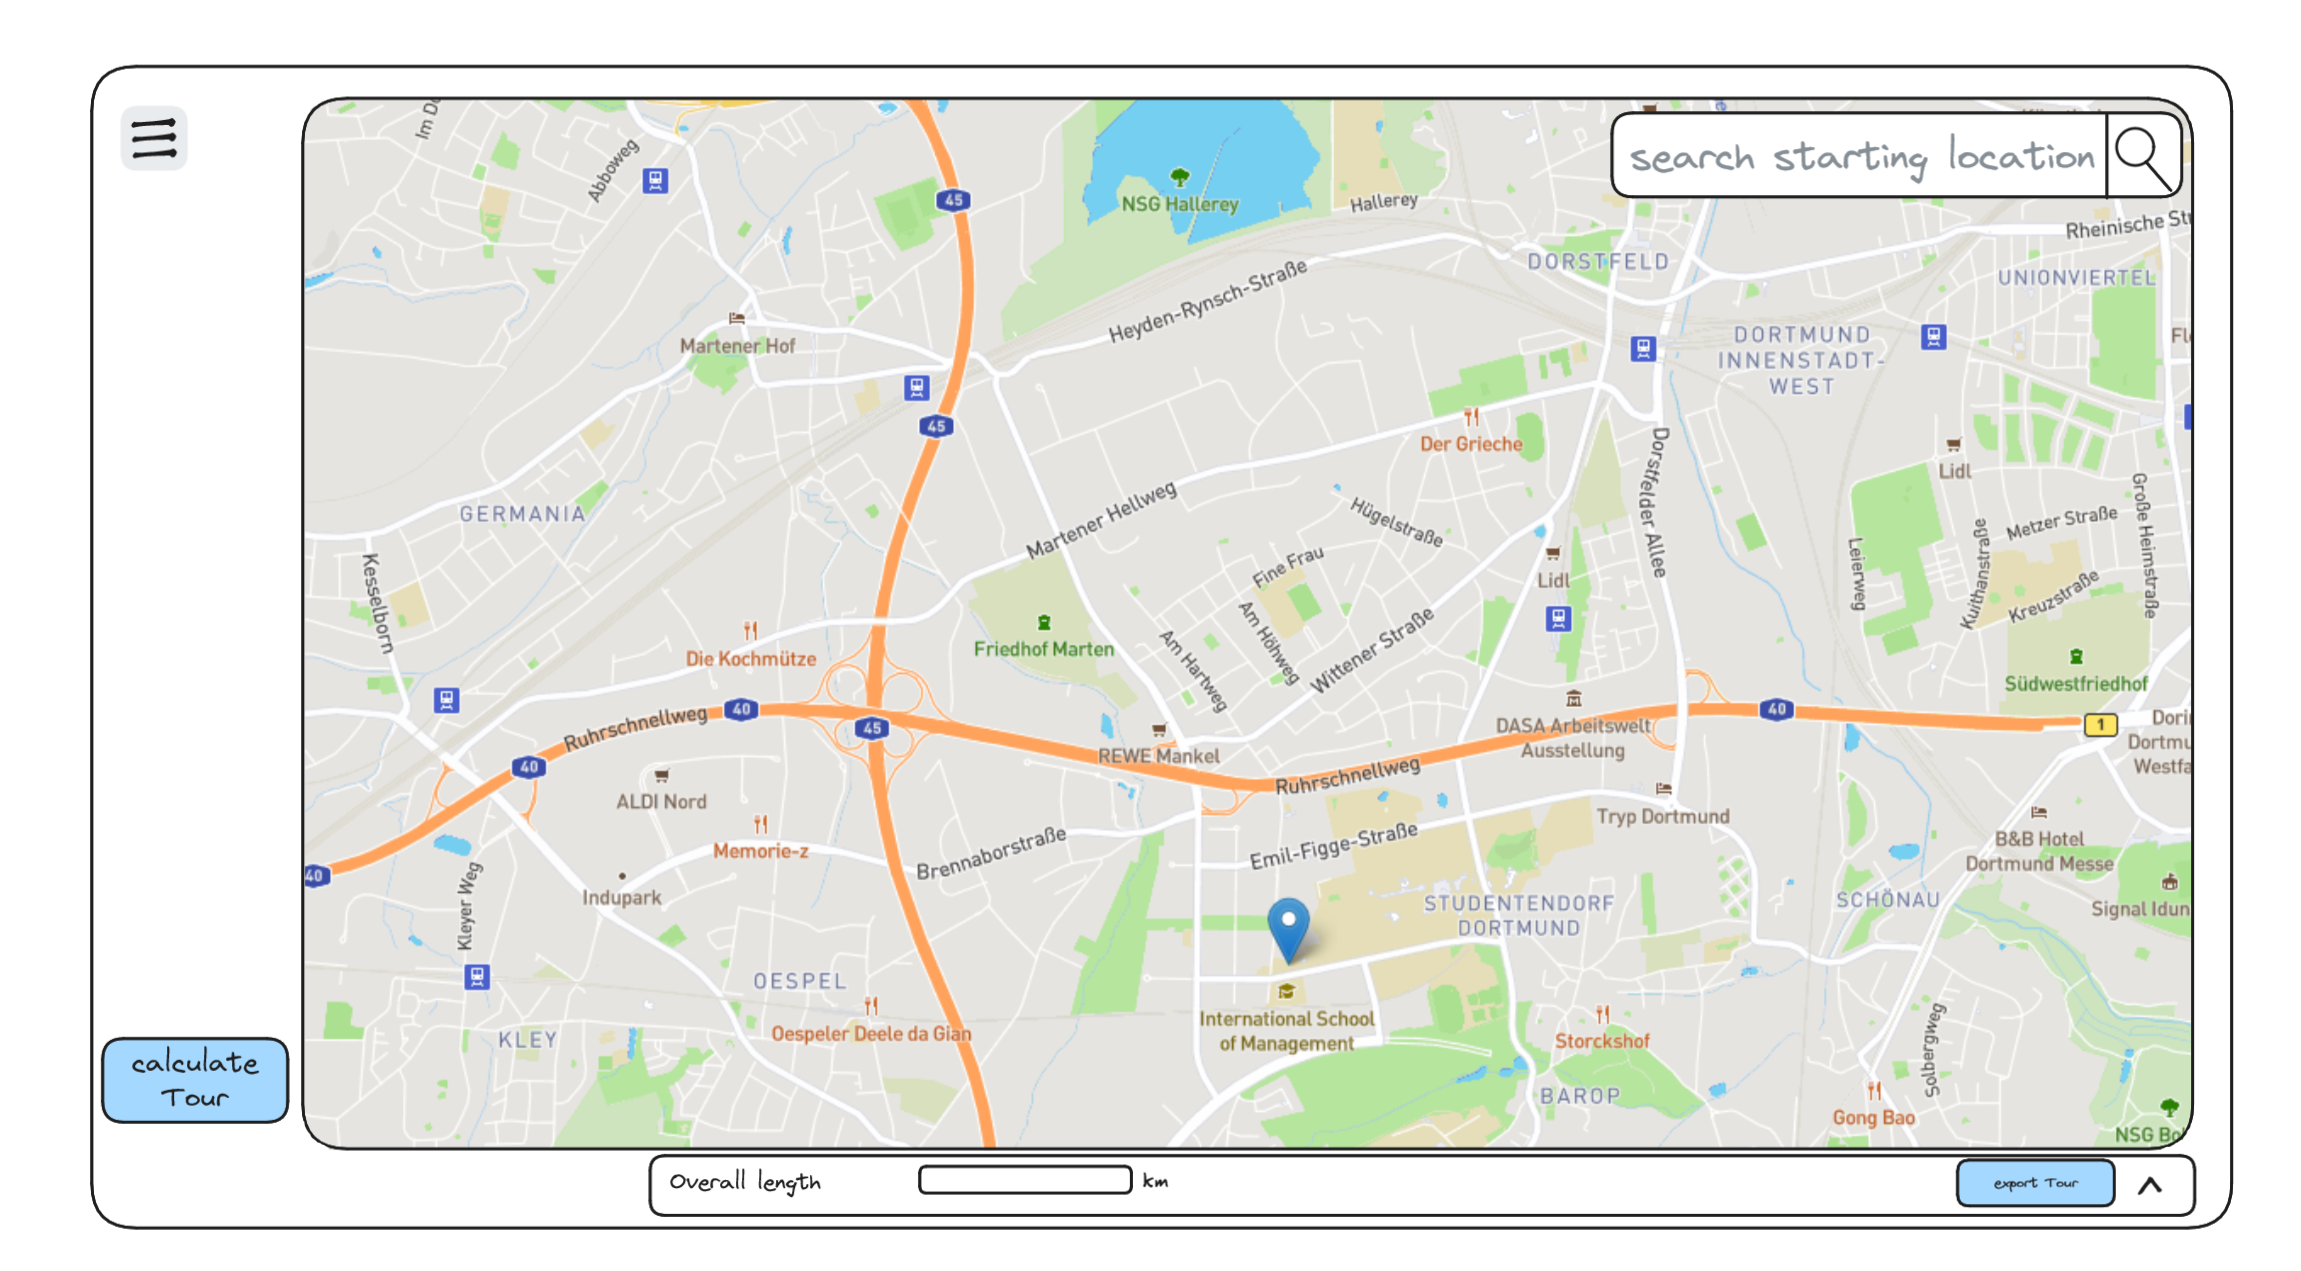 search starting location
Im
Abboweg
45
NSG Hallerey
Hallerey
Rheinische
DORSTFELD
UNIONVIERTEL
Heyden-Rynsch-Straße
Martener Hof
DORTMUND
INNENSTADT-
WEST
45
Der Grieche
Lidl
GERMANIA
Martener Hellweg
Hügelstraße
Dorstfelder Allee
Metzer Straße
Große Heimstraße
Fine Frau
Lidl
Leierweg
Kuithanstraße
Kreuzstraße
Kesselborn
Am Höhweg
Wittener Straße
Friedhof Marten
Die Kochmütze
Am Hartweg
Südwestfriedhof
40
Ruhrschnellweg
45
40
1
DASA Arbeitswelt
Ausstellung
REWE Mankel
Dortmu
Westfa
40
Ruhrschnellweg
ALDI Nord
Tryp Dortmund
Memorie-z
Brennaborstraße
Emil-Figge-Straße
B&B Hotel
Dortmund Messe
40
Indupark
Kleyer Weg
STUDENTENDORF
DORTMUND
SCHÖNAU
Signal Idun
OESPEL
International School
of Management
Oespeler Deele da Gian
KLEY
Storckshof
Solbergweg
BAROP
Gong Bao
NSG
calculate
Tour
Overall length
km
export Tour